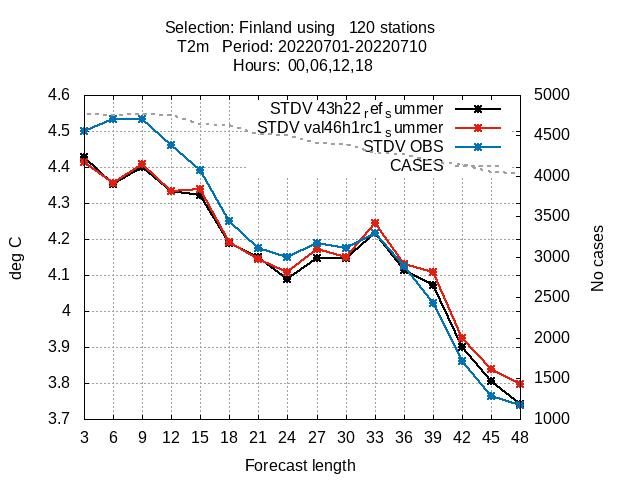 Selection: Finland using   120 stations
T2m   Period: 20220701-20220710
Hours:  00,06,12,18
STDV 43h22refsummer
STDV val46h1rc1summer
STDV OBS
CASES
4.6
4.5
4.4
4.3
4.2
4.1
4
3.9
3.8
3.7
deg C
5000
4500
4000
3500
3000
2500
2000
1500
1000
No cases
3 6 9 12 15 18 21 24 27 30 33 36 39 42 45 48
Forecast length